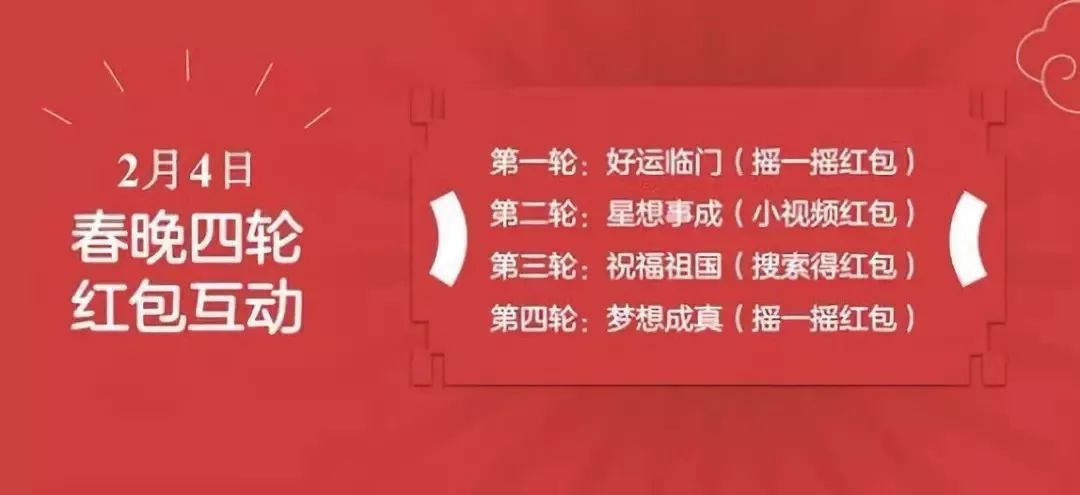 2月4日
春晚四轮
红包互动
第一轮：好运临门（摇一摇红包）
第二轮：星想事成（小视频红包）
第三轮：祝福祖国（搜索得红包）
第四轮：梦想成真（摇一摇红包）